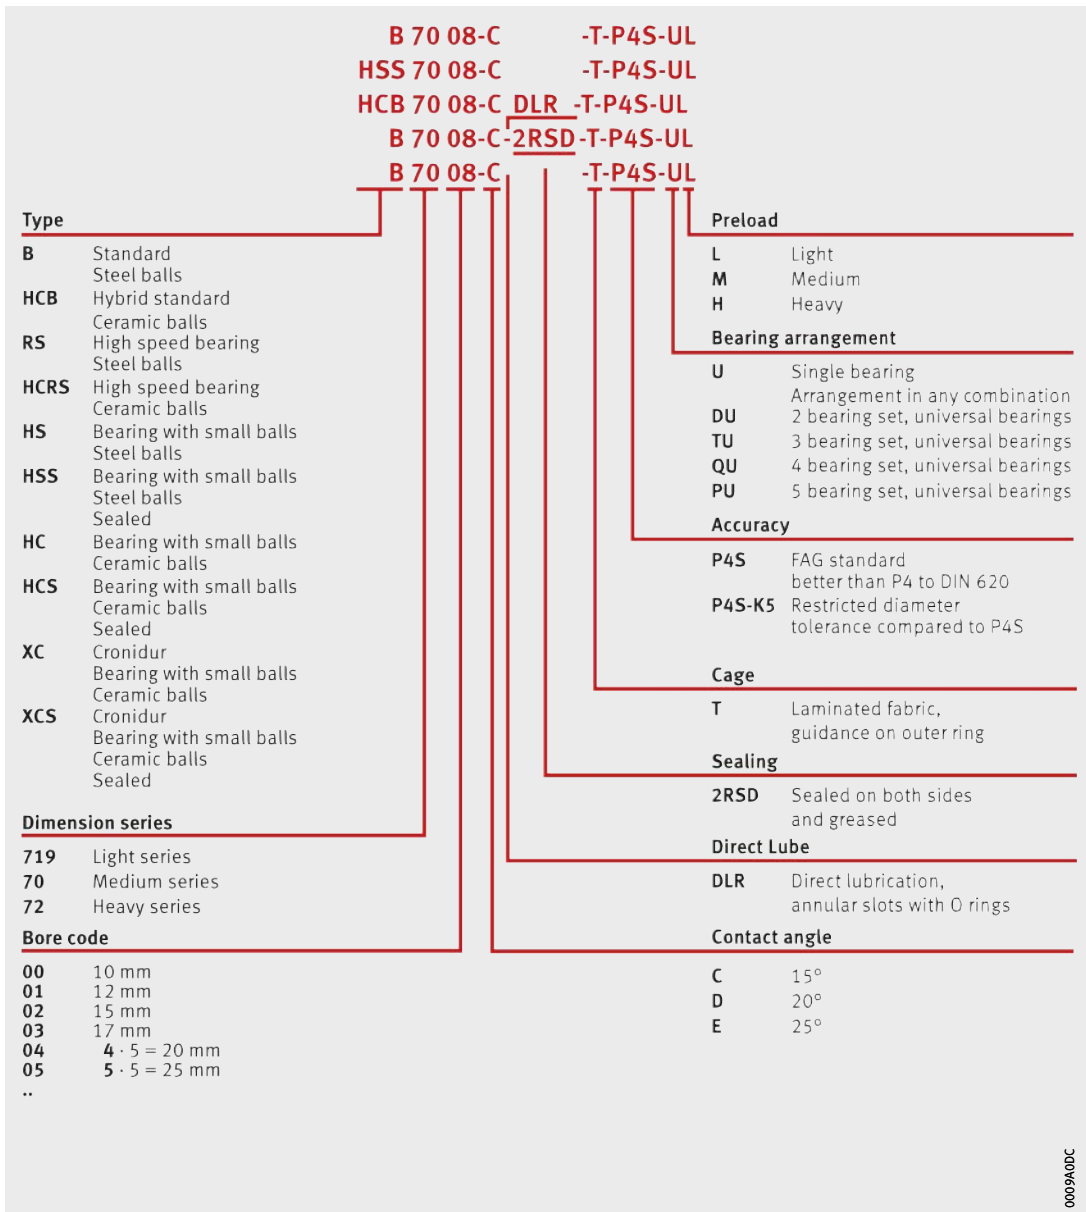 B 70 08-C -T-P4S-UL
HSS 70 08-C -T-P4S-UL
HCB 70 08-C DLR -T-P4S-UL
B 70 08-C-2RSD-T-P4S-UL
B 70 08-C -T-P4S-UL
Type
B Standard
Steel balls
HCB Hybrid standard
Ceramic balls
RS High speed bearing
Steel balls
HCRS High speed bearing
Ceramic balls
HS Bearing with small balls
Steel balls
HSS Bearing with small balls
Steel balls
Sealed
HC Bearing with small balls
Ceramic balls
HCS Bearing with small balls
Ceramic balls
Sealed
XC Cronidur
Bearing with small balls
Ceramic balls
XCS Cronidur
Bearing with small balls
Ceramic balls
Sealed
Dimension series
719 Light series
70 Medium series
72 Heavy series
Bore code
00 10 mm
01 12 mm
02 15 mm
03 17 mm
04 4 · 5 = 20 mm
05 5 · 5 = 25 mm
..
Preload
L Light
M Medium
H Heavy
Bearing arrangement
U Single bearing
Arrangement in any combination
DU 2 bearing set, universal bearings
TU 3 bearing set, universal bearings
QU 4 bearing set, universal bearings
PU 5 bearing set, universal bearings
Accuracy
P4S FAG standard
better than P4 to DIN 620
P4S-K5 Restricted diameter
tolerance compared to P4S
Cage
T Laminated fabric,
guidance on outer ring
Sealing
2RSD Sealed on both sides
and greased
Direct Lube
DLR Direct lubrication,
annular slots with O rings
Contact angle
C 15°
D 20°
E 25°
0009A0DC